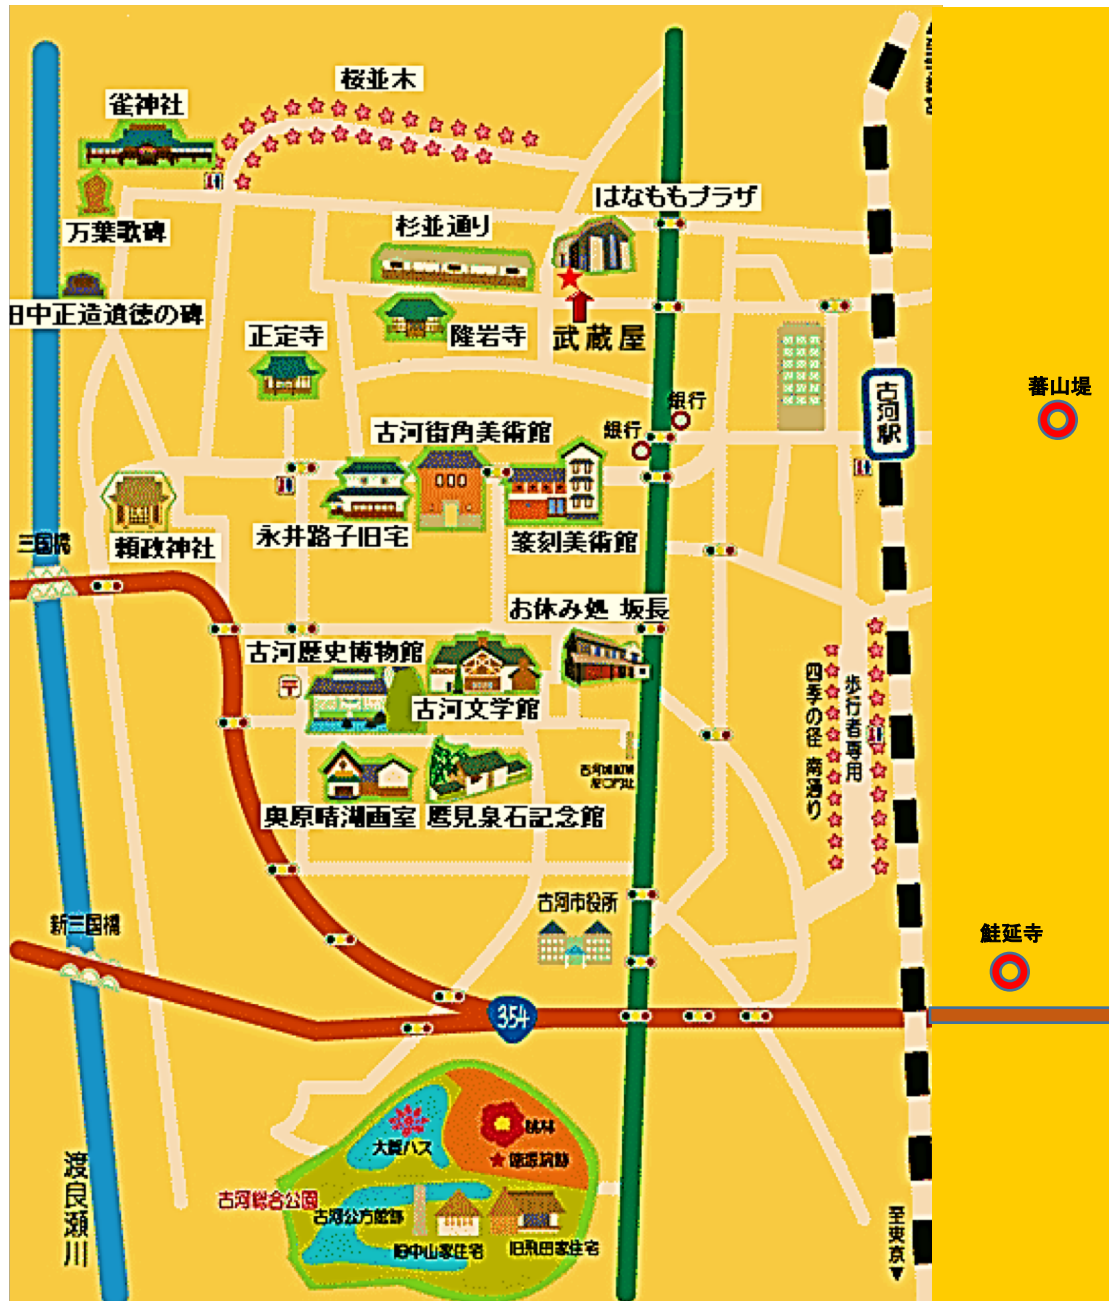 桜並木
雀神社
はなももプラザ
万葉歌碑
杉並通り
旧中正造遺徳の碑
正定寺
隆岩寺
武蔵屋
蕃山堤
古河駅
銀行
銀行
古河街角美術館
永井路子旧宅
篆刻美術館
頼政神社
三国橋
お休み処 坂長
古河歴史博物館
〒
古河文学館
四季の径 南通り
歩行者専用
奥原晴湖画室
鷹見泉石記念館
古河市役所
新三国橋
鮭延寺
354
桃林
大賀ハス
渡良瀬川
古河総合公園
古河公方館跡
旧中山家住宅
旧飛田家住宅
至東京▼